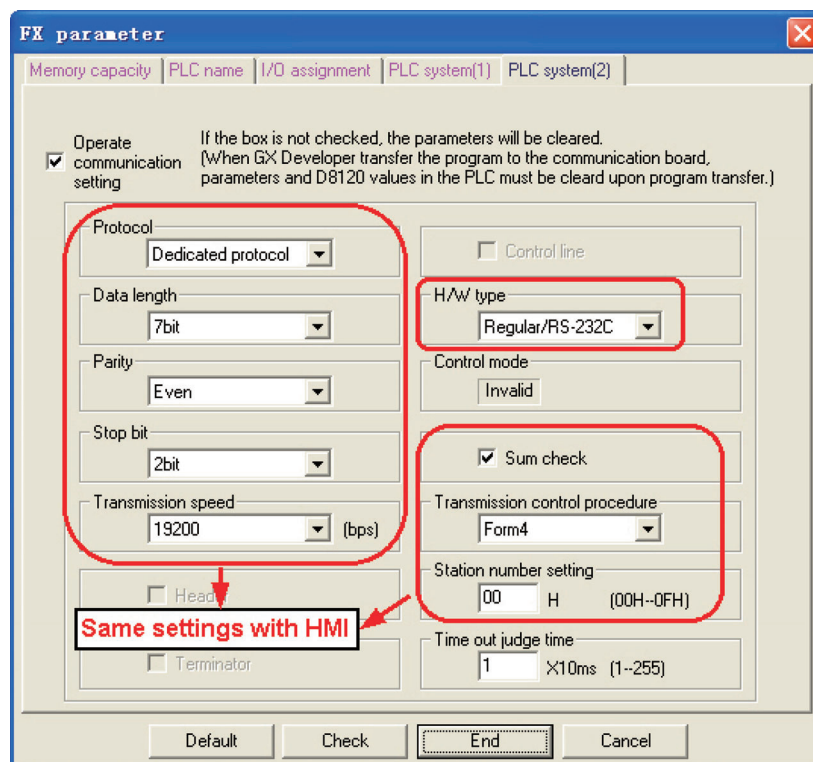 FX parameter
Memory capacity PLC name I/O assignment PLC system(1) PLC system(2)
Operate communication setting
If the box is not checked, the parameters will be cleared.
(When GX Developer transfer the program to the communication board,
parameters and D8120 values in the PLC must be cleard upon program transfer.)
Protocol
Dedicated protocol
Control line
Data length
7bit
H/W type
Regular/RS-232C
Parity
Even
Control mode
Invalid
Stop bit
2bit
Sum check
Transmission speed
19200 (bps)
Transmission control procedure
Form4
Header
Station number setting
00 H (00H--0FH)
Same settings with HMI
Terminator
Time out judge time
1 X10ms (1--255)
Default Check End Cancel